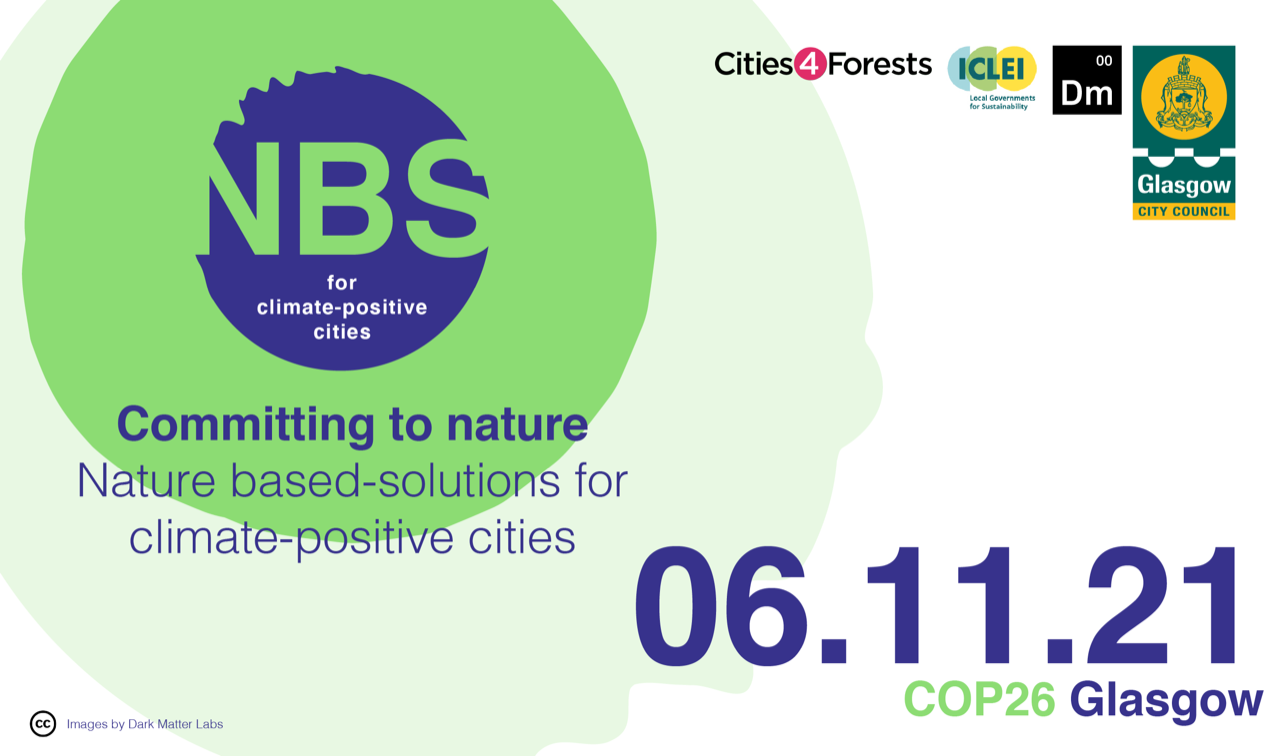 Cities4Forests
ICLEI
Local Governments
for Sustainability
00
Dm
Glasgow
CITY COUNCIL
NBS
for
climate-positive
cities
Committing to nature
Nature based-solutions for
climate-positive cities
06.11.21
COP26 Glasgow
cc Images by Dark Matter Labs